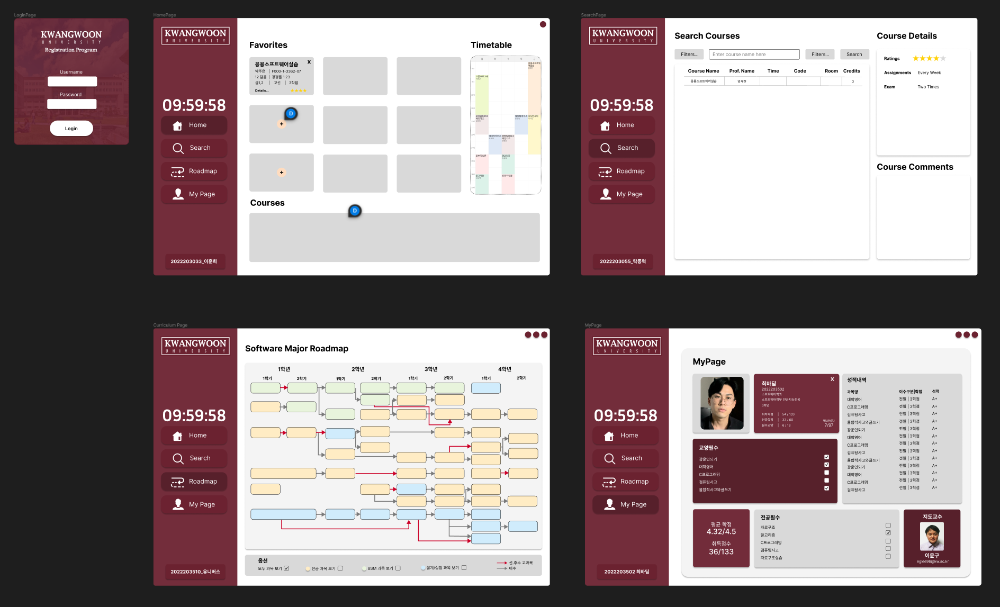 LoginPage
KWANGWOON
UNIVERSITY
Registration Program
Username
Password
Login
HomePage
KWANGWOON
UNIVERSITY
09:59:58
Home
Search
Roadmap
My Page
2022203033_이훈희
Favorites
응용소프트웨어실습 X
박주은 | F000-1-3362-07
12 담음 | 경쟁률 1.23
금1,2 | 교선 | 3학점
Details...
+
D
+
Timetable
Courses
D
SearchPage
KWANGWOON
UNIVERSITY
09:59:58
Home
Search
Roadmap
My Page
2022203055_탁동혁
Search Courses
Filters... Enter course name here Filters... Search
Course Name Prof. Name Time Code Room Credits
응용소프트웨어실습 임재한 3
Course Details
Ratings
Assignments Every Week
Exam Two Times
Course Comments
Curriculum Page
KWANGWOON
UNIVERSITY
09:59:58
Home
Search
Roadmap
My Page
2022203510_유니버스
Software Major Roadmap
1학년 2학년 3학년 4학년
1학기 2학기 1학기 2학기 1학기 2학기 1학기 2학기
옵션
모두 과목 보기 전공 과목 보기 BSM 과목 보기 설계/실험 과목 보기
선,후수 교과목
이수
MyPage
KWANGWOON
UNIVERSITY
09:59:58
Home
Search
Roadmap
My Page
2022203502 최바딤
MyPage
최바딤 X
2022203502
소프트웨어학과
소프트웨어학부 인공지능전공
3학년
취득학점 | 54 / 133
전공학점 | 33 / 60
필수교양 | 6 / 18
학과석차
7/97
성적내역
과목명 이수구분|학점 성적
대학영어 전필 | 3학점 A+
C프로그래밍 전필 | 3학점 A+
컴퓨팅사고 전필 | 3학점 A+
융합적사고와글쓰기 전필 | 3학점 A+
광운인되기 전필 | 3학점 A+
대학영어 전필 | 3학점 A+
C프로그래밍 전필 | 3학점 A+
컴퓨팅사고 전필 | 3학점 A+
융합적사고와글쓰기 전필 | 3학점 A+
광운인되기 전필 | 3학점 A+
대학영어 전필 | 3학점 A+
C프로그래밍 전필 | 3학점 A+
컴퓨팅사고 전필 | 3학점 A+
교양필수
광운인되기
대학영어
C프로그래밍
컴퓨팅사고
융합적사고와글쓰기
평균 학점
4.32/4.5
취득점수
36/133
전공필수
자료구조
알고리즘
C프로그래밍
컴퓨팅사고
자료구조실습
지도교수
이윤구
eglee96@kw.ac.kr